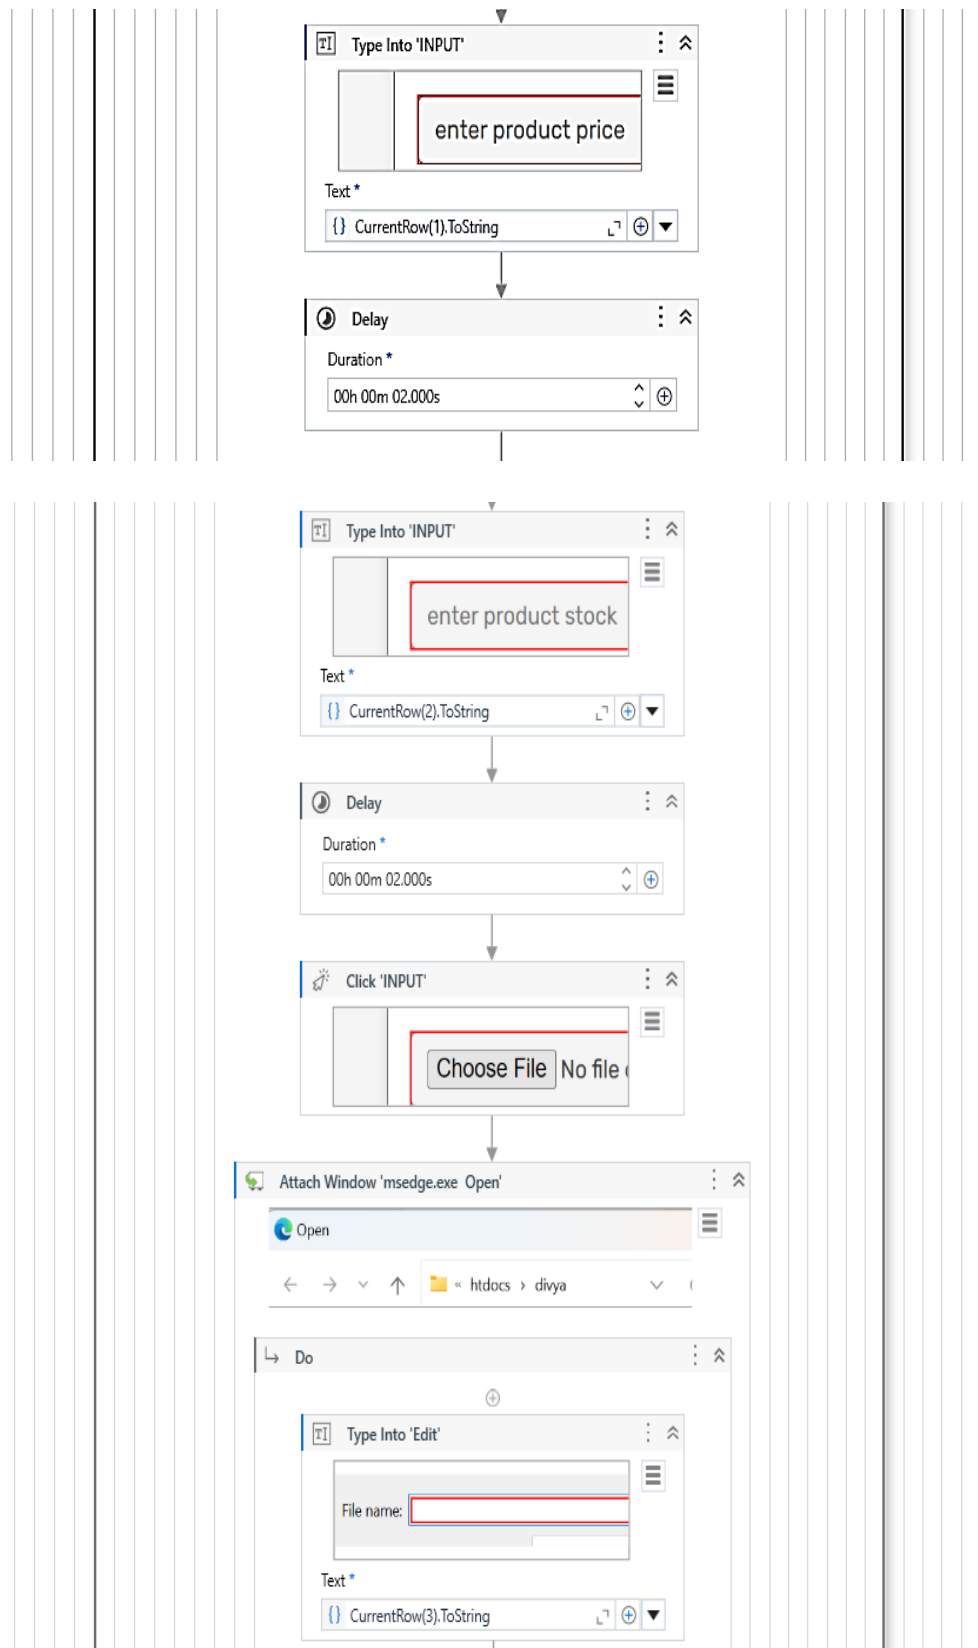 Type Into 'INPUT'
enter product price
Text *
{} CurrentRow(1).ToString
Delay
Duration *
00h 00m 02.000s
Type Into 'INPUT'
enter product stock
Text *
{} CurrentRow(2).ToString
Delay
Duration *
00h 00m 02.000s
Click 'INPUT'
Choose File No file
Attach Window 'msedge.exe Open'
Open
« htdocs > divya
Do
Type Into 'Edit'
File name:
Text *
{} CurrentRow(3).ToString